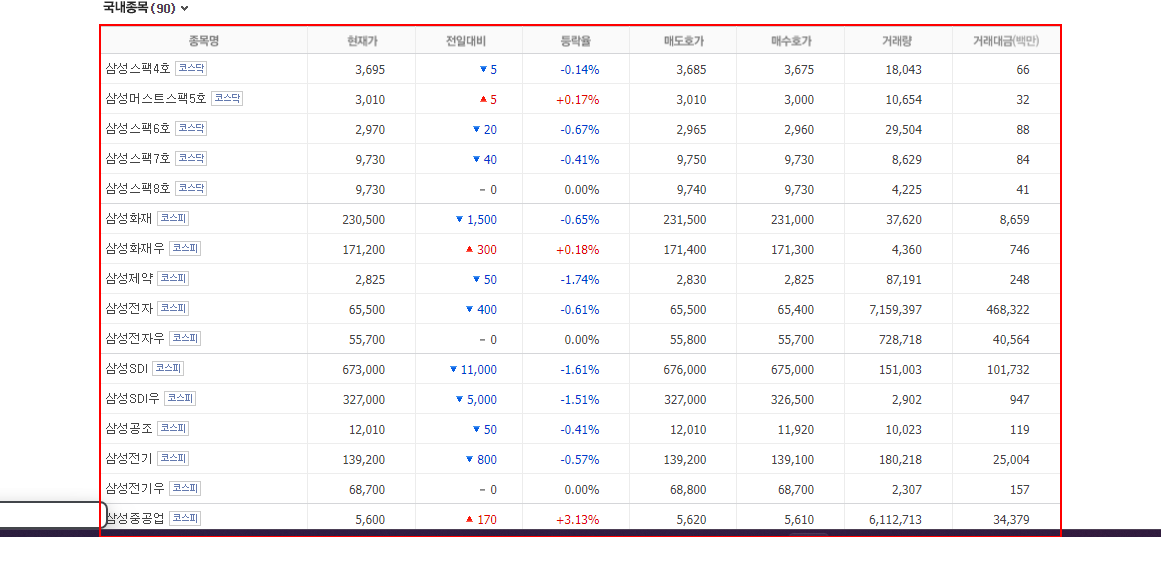 국내종목 (90)
종목명 현재가 전일대비 등락율 매도호가 매수호가 거래량 거래대금(백만)
삼성스팩4호 코스닥 3,695 ▼ 5 -0.14% 3,685 3,675 18,043 66
삼성머스트스팩5호 코스닥 3,010 ▲ 5 +0.17% 3,010 3,000 10,654 32
삼성스팩6호 코스닥 2,970 ▼ 20 -0.67% 2,965 2,960 29,504 88
삼성스팩7호 코스닥 9,730 ▼ 40 -0.41% 9,750 9,730 8,629 84
삼성스팩8호 코스닥 9,730 - 0 0.00% 9,740 9,730 4,225 41
삼성화재 코스피 230,500 ▼ 1,500 -0.65% 231,500 231,000 37,620 8,659
삼성화재우 코스피 171,200 ▲ 300 +0.18% 171,400 171,300 4,360 746
삼성제약 코스피 2,825 ▼ 50 -1.74% 2,830 2,825 87,191 248
삼성전자 코스피 65,500 ▼ 400 -0.61% 65,500 65,400 7,159,397 468,322
삼성전자우 코스피 55,700 - 0 0.00% 55,800 55,700 728,718 40,564
삼성SDI 코스피 673,000 ▼ 11,000 -1.61% 676,000 675,000 151,003 101,732
삼성SDI우 코스피 327,000 ▼ 5,000 -1.51% 327,000 326,500 2,902 947
삼성공조 코스피 12,010 ▼ 50 -0.41% 12,010 11,920 10,023 119
삼성전기 코스피 139,200 ▼ 800 -0.57% 139,200 139,100 180,218 25,004
삼성전기우 코스피 68,700 - 0 0.00% 68,800 68,700 2,307 157
삼성중공업 코스피 5,600 ▲ 170 +3.13% 5,620 5,610 6,112,713 34,379